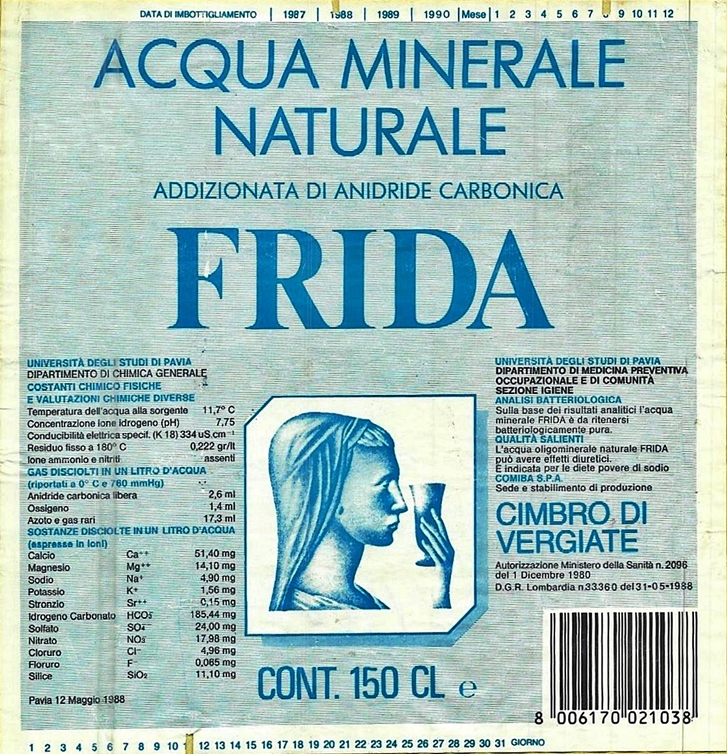 DATA DI IMBOTTIGLIAMENTO | 1987 | 1988 | 1989 | 1990 | Mese | 1 2 3 4 5 6 7 8 9 10 11 12
ACQUA MINERALE
NATURALE
ADDIZIONATA DI ANIDRIDE CARBONICA
FRIDA
UNIVERSITÀ DEGLI STUDI DI PAVIA
DIPARTIMENTO DI CHIMICA GENERALE
COSTANTI CHIMICO FISICHE
E VALUTAZIONI CHIMICHE DIVERSE
Temperatura dell'acqua alla sorgente 11,7° C
Concentrazione ione idrogeno (pH) 7,75
Conducibilità elettrica specif. (K 18) 334 uS.cm⁻¹
Residuo fisso a 180° C 0,222 gr/lt
Ione ammonio e nitriti assenti
GAS DISCIOLTI IN UN LITRO D'ACQUA
(riportati a 0° C e 760 mmHg)
Anidride carbonica libera 2,6 ml
Ossigeno 1,4 ml
Azoto e gas rari 17,3 ml
SOSTANZE DISCIOLTE IN UN LITRO D'ACQUA
(espresse in ioni)
Calcio Ca⁺⁺ 51,40 mg
Magnesio Mg⁺⁺ 14,10 mg
Sodio Na⁺ 4,90 mg
Potassio K⁺ 1,56 mg
Stronzio Sr⁺⁺ 0,15 mg
Idrogeno Carbonato HCO₃⁻ 185,44 mg
Solfato SO₄⁻ 24,00 mg
Nitrato NO₃⁻ 17,98 mg
Cloruro Cl⁻ 4,96 mg
Floruro F⁻ 0,065 mg
Silice SiO₂ 11,10 mg
Pavia 12 Maggio 1988
UNIVERSITÀ DEGLI STUDI DI PAVIA
DIPARTIMENTO DI MEDICINA PREVENTIVA
OCCUPAZIONALE E DI COMUNITÀ
SEZIONE IGIENE
ANALISI BATTERIOLOGICA
Sulla base dei risultati analitici l'acqua
minerale FRIDA è da ritenersi
batteriologicamente pura.
QUALITÀ SALIENTI
L'acqua oligominerale naturale FRIDA
può avere effetti diuretici.
È indicata per le diete povere di sodio
COMIBA S.P.A.
Sede e stabilimento di produzione
CIMBRO DI
VERGIATE
Autorizzazione Ministero della Sanità n. 2096
del 1 Dicembre 1980
D.G.R. Lombardia n.33360 del 31-05-1988
CONT. 150 CL e
8 006170 021038
1 2 3 4 5 6 7 8 9 10 12 13 14 15 16 17 18 19 20 21 22 23 24 25 26 27 28 29 30 31 GIORNO